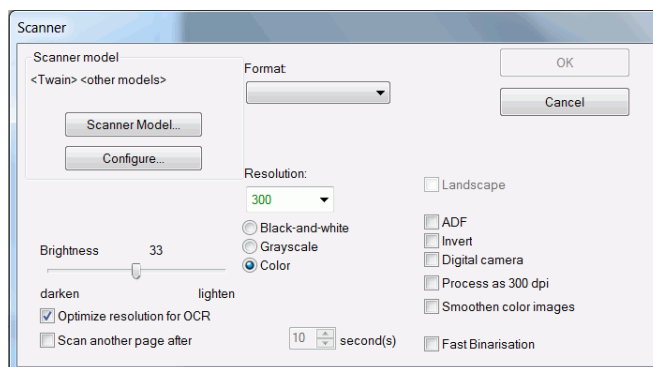 Scanner
Scanner model
<Twain> <other models>
Scanner Model...
Configure...
Format:
OK
Cancel
Resolution:
300
Black-and-white
Grayscale
Color
Landscape
ADF
Invert
Digital camera
Process as 300 dpi
Smoothen color images
Fast Binarisation
Brightness 33
darken lighten
Optimize resolution for OCR
Scan another page after 10 second(s)